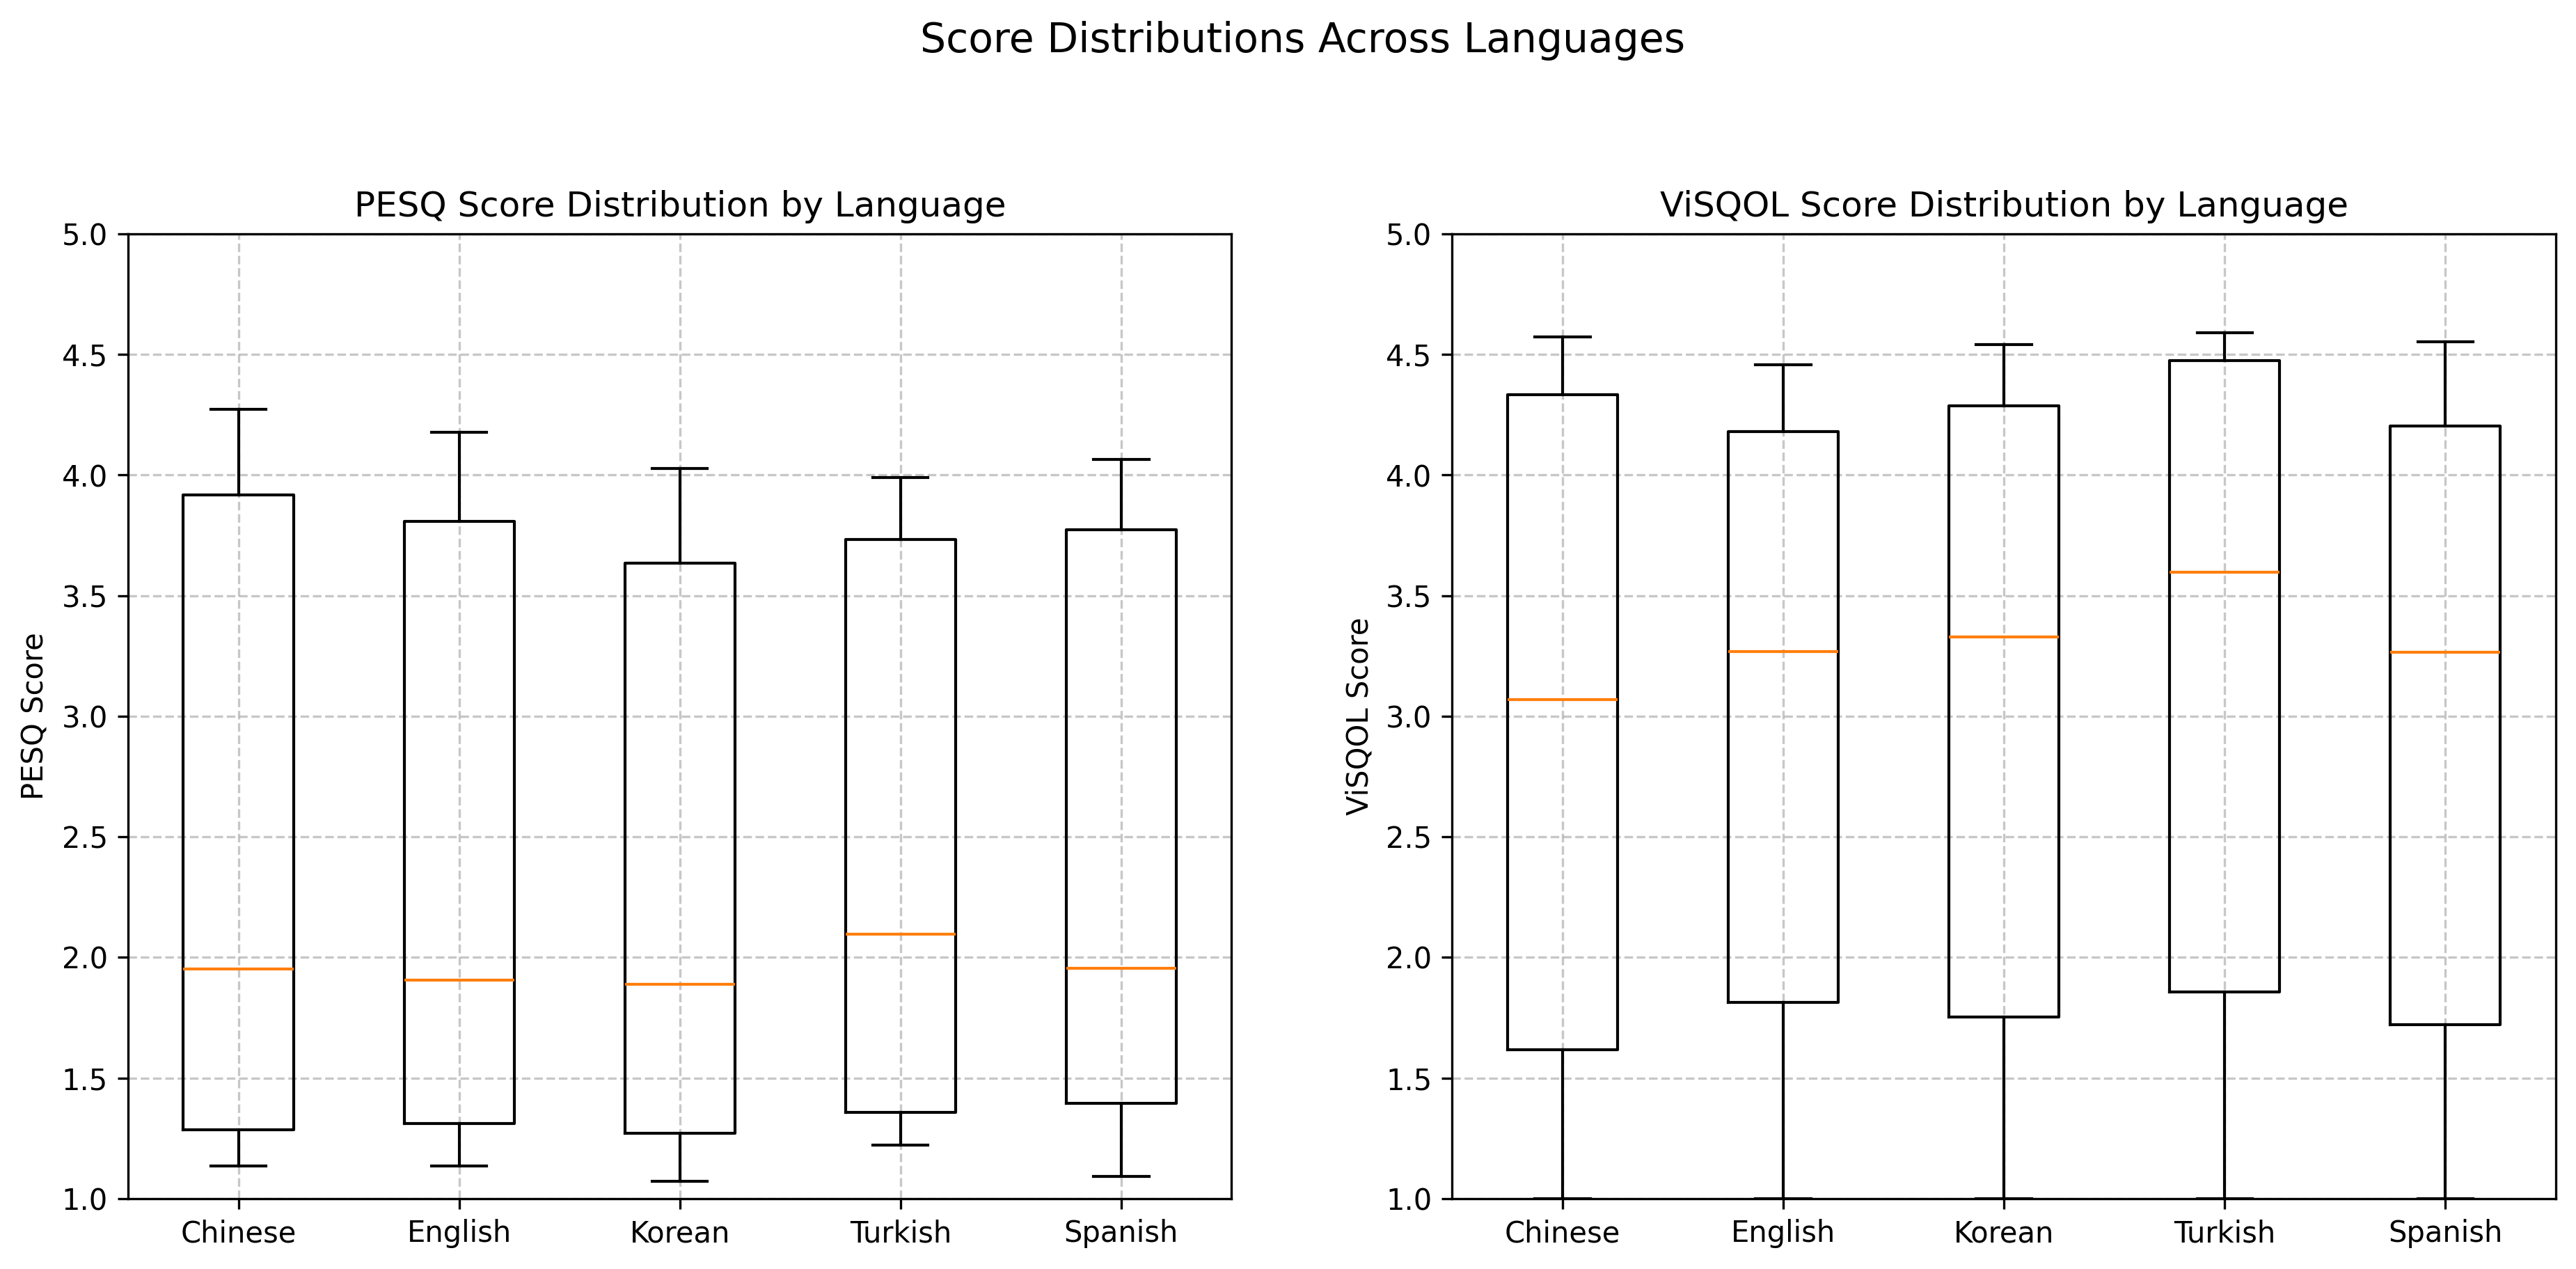 Score Distributions Across Languages
PESQ Score Distribution by Language
5.0
4.5
4.0
3.5
3.0
2.5
2.0
1.5
1.0
PESQ Score
Chinese English Korean Turkish Spanish
ViSQOL Score Distribution by Language
5.0
4.5
4.0
3.5
3.0
2.5
2.0
1.5
1.0
ViSQOL Score
Chinese English Korean Turkish Spanish